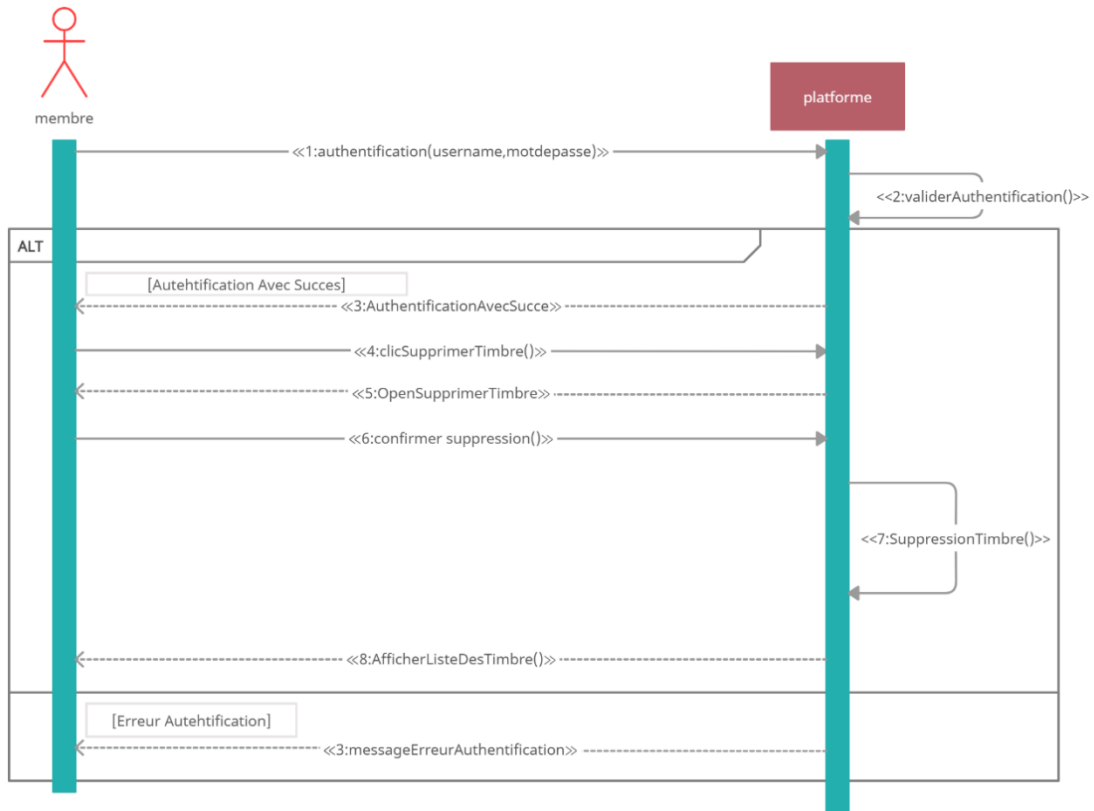 membre
platforme
≪1:authentification(username,motdepasse)≫
<<2:validerAuthentification()>>
ALT
[Autehtification Avec Succes]
≪3:AuthentificationAvecSucce≫
≪4:clicSupprimerTimbre()≫
≪5:OpenSupprimerTimbre≫
≪6:confirmer suppression()≫
<<7:SuppressionTimbre()>>
≪8:AfficherListeDesTimbre()≫
[Erreur Autehtification]
≪3:messageErreurAuthentification≫